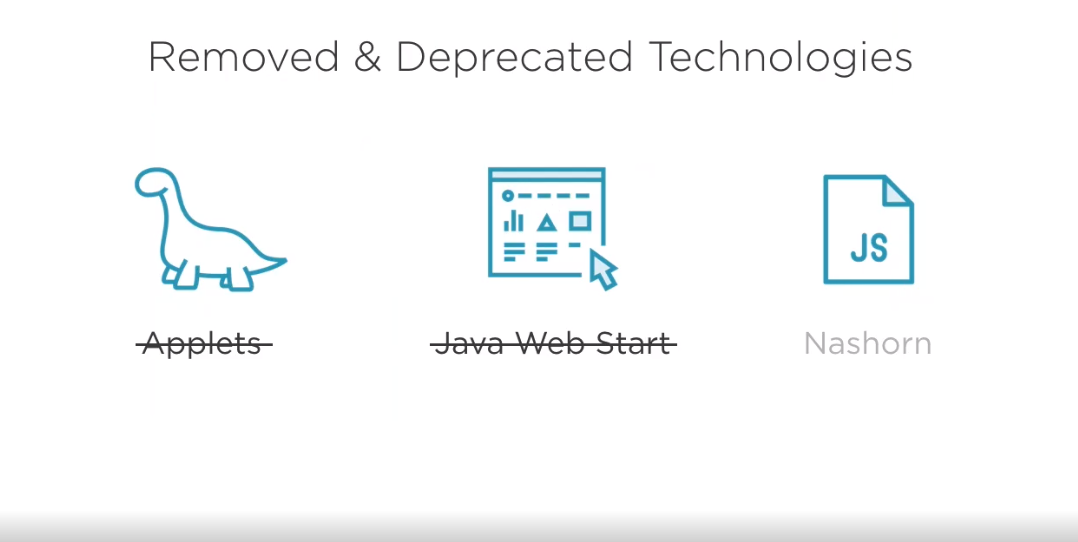 Removed & Deprecated Technologies
JS
Applets
Java Web Start
Nashorn